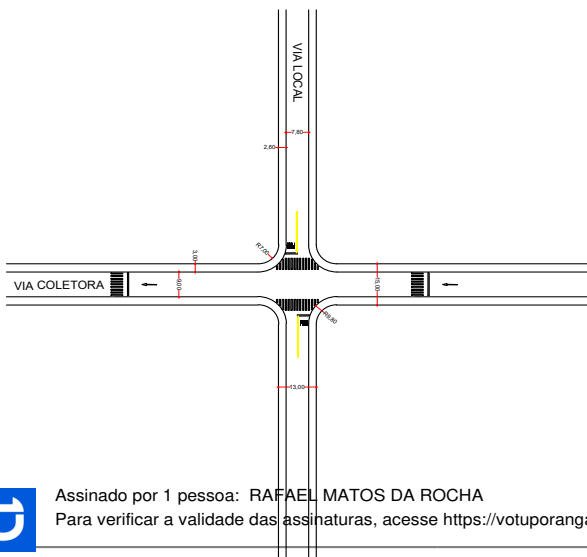 VIA LOCAL
7,80
2,60
R7,00
3,00
VIA COLETORA
9,00
15,00
R9,80
13,00
Assinado por 1 pessoa: RAFAEL MATOS DA ROCHA
Para verificar a validade das assinaturas, acesse https://votuporanga